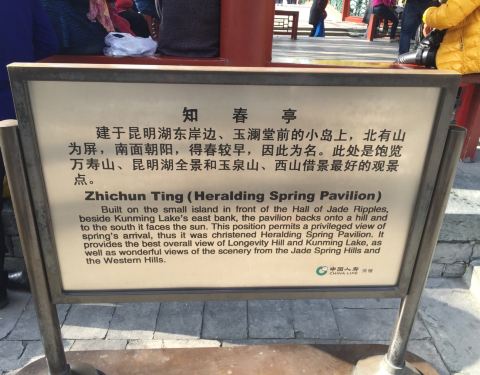 知春亭
建于昆明湖东岸边、玉澜堂前的小岛上，北有山
为屏，南面朝阳，得春较早，因此为名。此处是饱览
万寿山、昆明湖全景和玉泉山、西山借景最好的观景
点。
Zhichun Ting (Heralding Spring Pavilion)
Built on the small island in front of the Hall of Jade Ripples,
beside Kunming Lake's east bank, the pavilion backs onto a hill and
to the south it faces the sun. This position permits a privileged view of
spring's arrival, thus it was christened Heralding Spring Pavilion. It
provides the best overall view of Longevity Hill and Kunming Lake, as
well as wonderful views of the scenery from the Jade Spring Hills and
the Western Hills.
中国人寿
CHINA LIFE